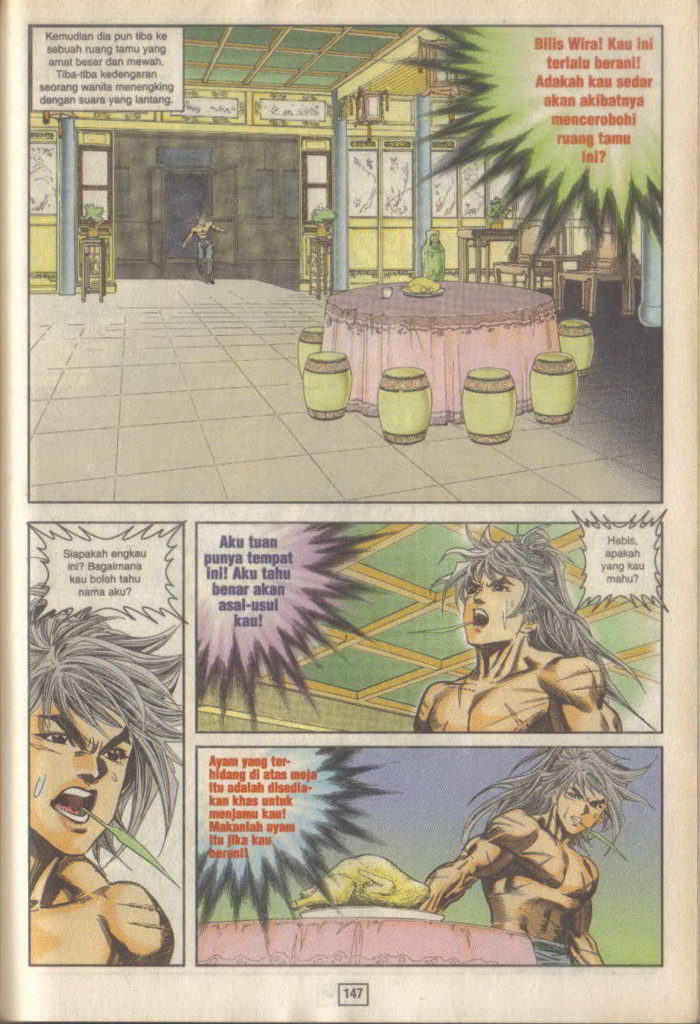 Kemudian dia pun tiba ke
sebuah ruang tamu yang
amat besar dan mewah.
Tiba-tiba kedengaran
seorang wanita menengking
dengan suara yang lantang.
Bilis Wira! Kau ini
terlalu berani!
Adakah kau sedar
akan akibatnya
mencerobohi
ruang tamu
ini?
Siapakah engkau
ini? Bagaimana
kau boleh tahu
nama aku?
Aku tuan
punya tempat
ini! Aku tahu
benar akan
asal-usul
kau!
Habis,
apakah
yang kau
mahu?
Ayam yang ter-
hidang di atas meja
itu adalah disedia-
kan khas untuk
menjamu kau!
Makanlah ayam
itu jika kau
berani!
147